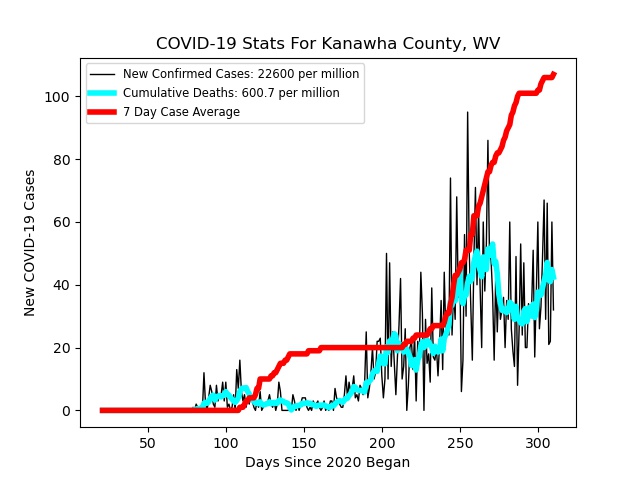 COVID-19 Stats For Kanawha County, WV
New Confirmed Cases: 22600 per million
Cumulative Deaths: 600.7 per million
7 Day Case Average
100
80
60
40
20
0
New COVID-19 Cases
50 100 150 200 250 300
Days Since 2020 Began